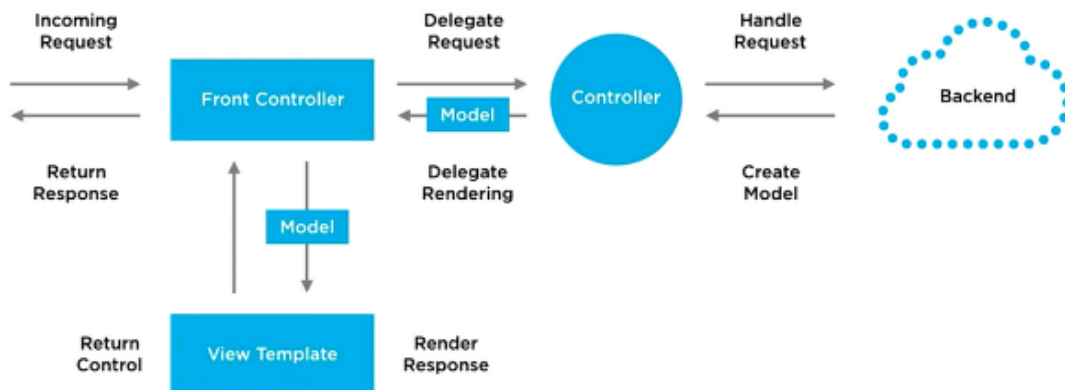 Incoming
Request
Delegate
Request
Handle
Request
Front Controller
Model
Controller
Backend
Return
Response
Delegate
Rendering
Create
Model
Model
Return
Control
View Template
Render
Response